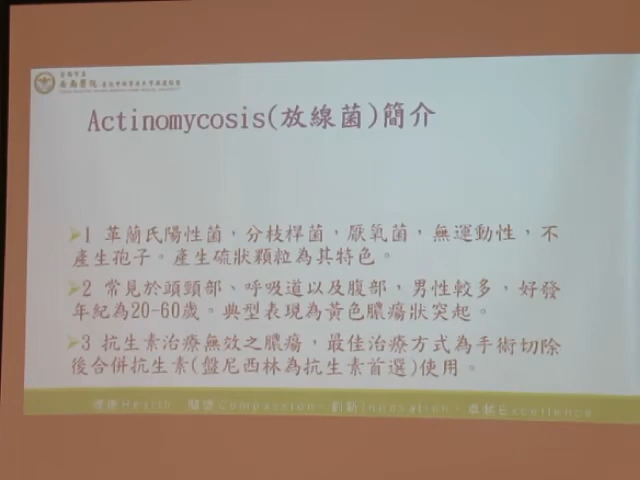 臺南市立
安南醫院
Actinomycosis(放線菌)簡介
1 革蘭氏陽性菌，分枝桿菌，厭氧菌，無運動性，不
產生孢子。產生硫狀顆粒為其特色。
2 常見於頭頸部、呼吸道以及腹部，男性較多，好發
年紀為20-60歲。典型表現為黃色膿瘍狀突起。
3 抗生素治療無效之膿瘍，最佳治療方式為手術切除
後合併抗生素(盤尼西林為抗生素首選)使用。
健康Health．關懷Compassion．創新Innovation．卓越Excellence